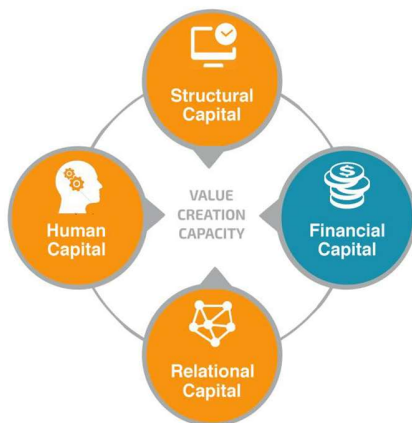 Structural
Capital
Human
Capital
VALUE
CREATION
CAPACITY
$
Financial
Capital
Relational
Capital